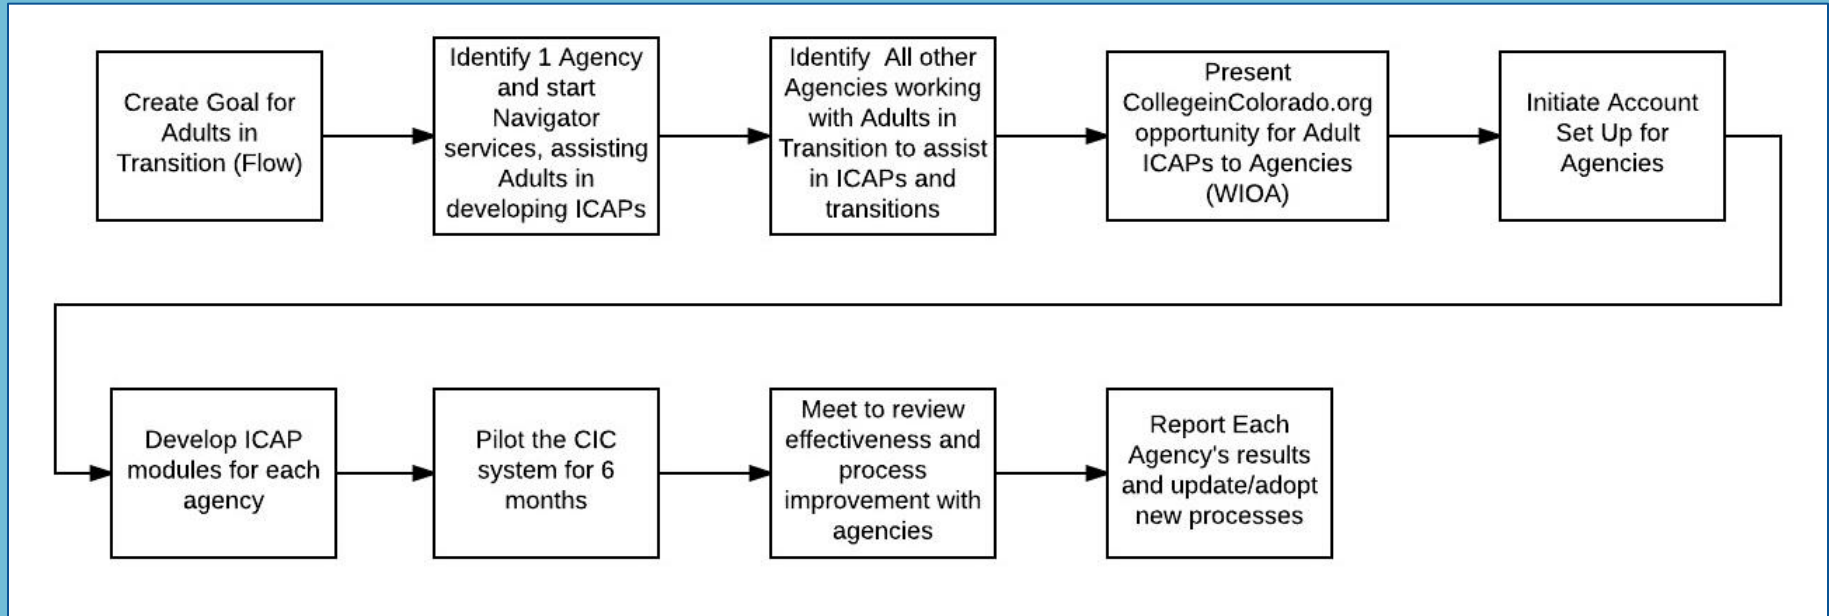 Create Goal for
Adults in
Transition (Flow)
Identify 1 Agency
and start
Navigator
services, assisting
Adults in
developing ICAPs
Identify  All other
Agencies working
with Adults in
Transition to assist
in ICAPs and
transitions
Present
CollegeinColorado.org
opportunity for Adult
ICAPs to Agencies
(WIOA)
Initiate Account
Set Up for
Agencies
Develop ICAP
modules for each
agency
Pilot the CIC
system for 6
months
Meet to review
effectiveness and
process
improvement with
agencies
Report Each
Agency's results
and update/adopt
new processes